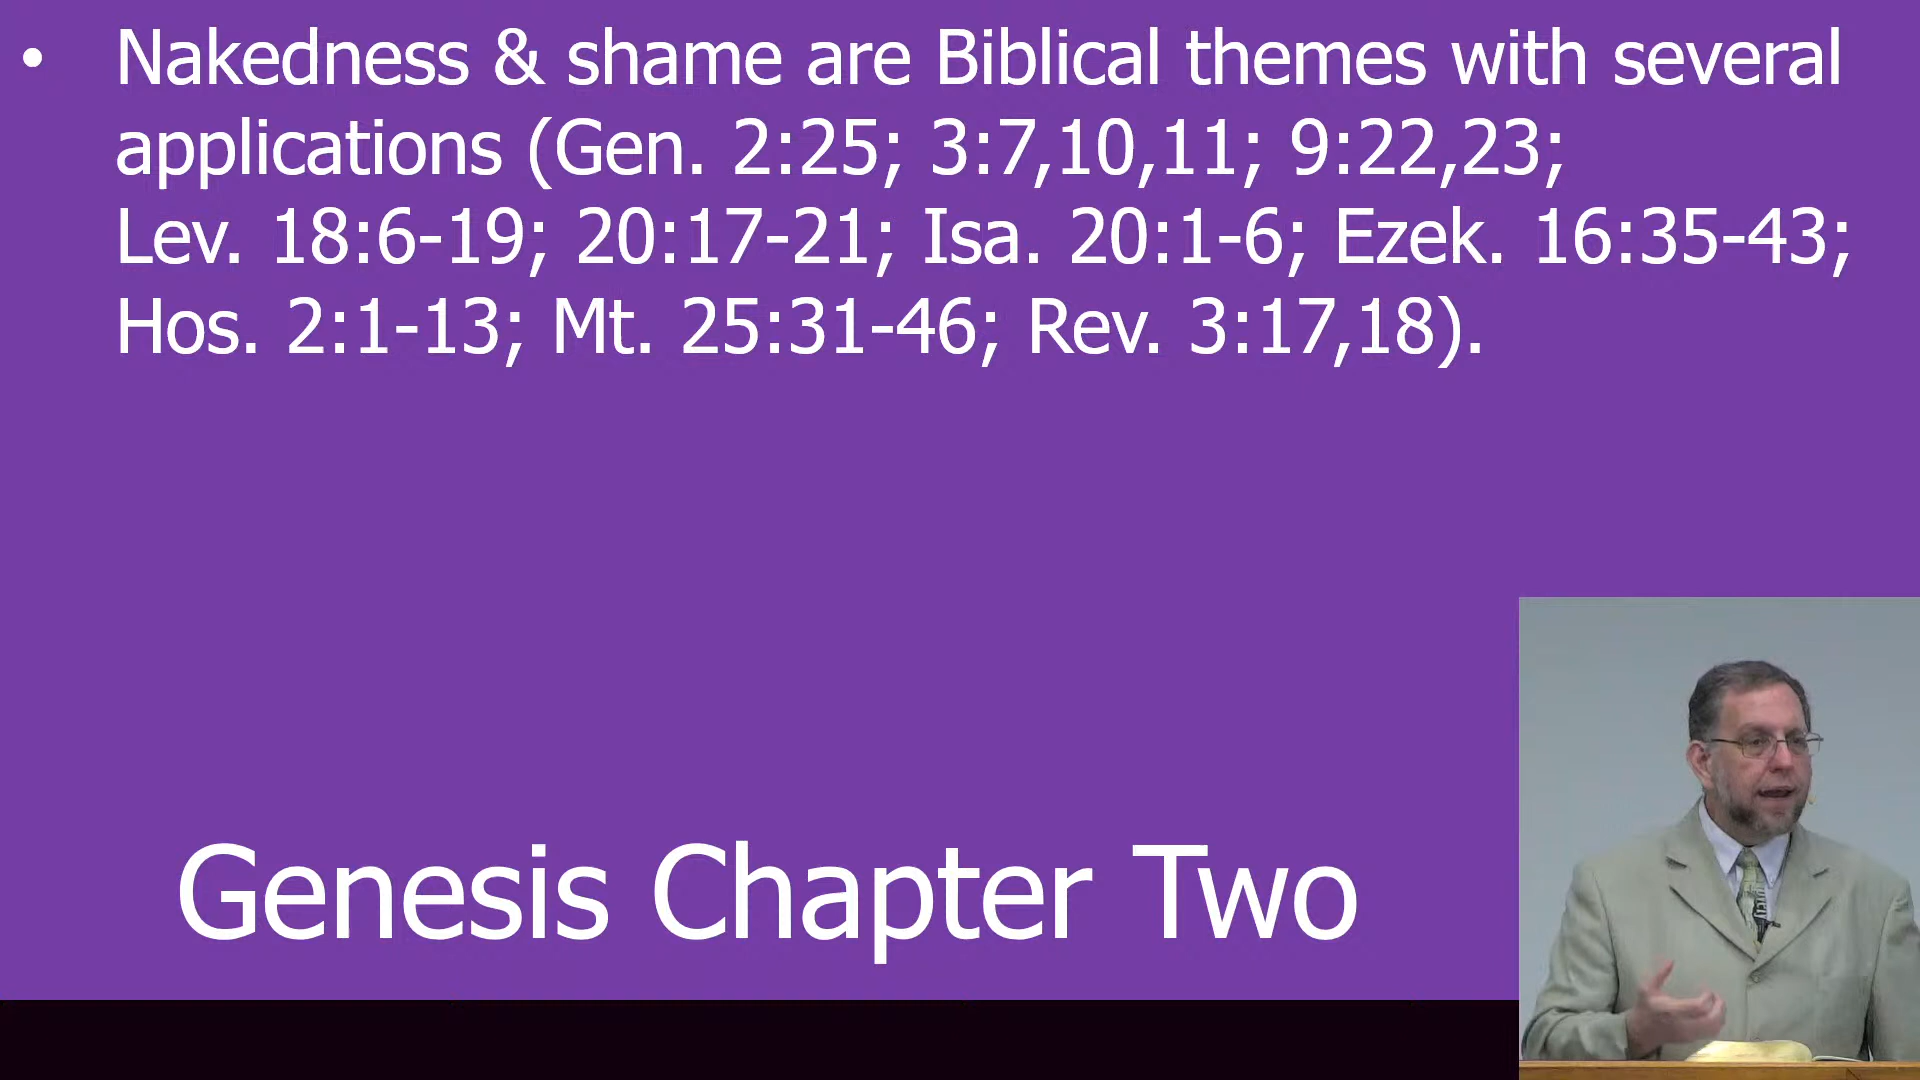 • Nakedness & shame are Biblical themes with several
applications (Gen. 2:25; 3:7,10,11; 9:22,23;
Lev. 18:6-19; 20:17-21; Isa. 20:1-6; Ezek. 16:35-43;
Hos. 2:1-13; Mt. 25:31-46; Rev. 3:17,18).
Genesis Chapter Two